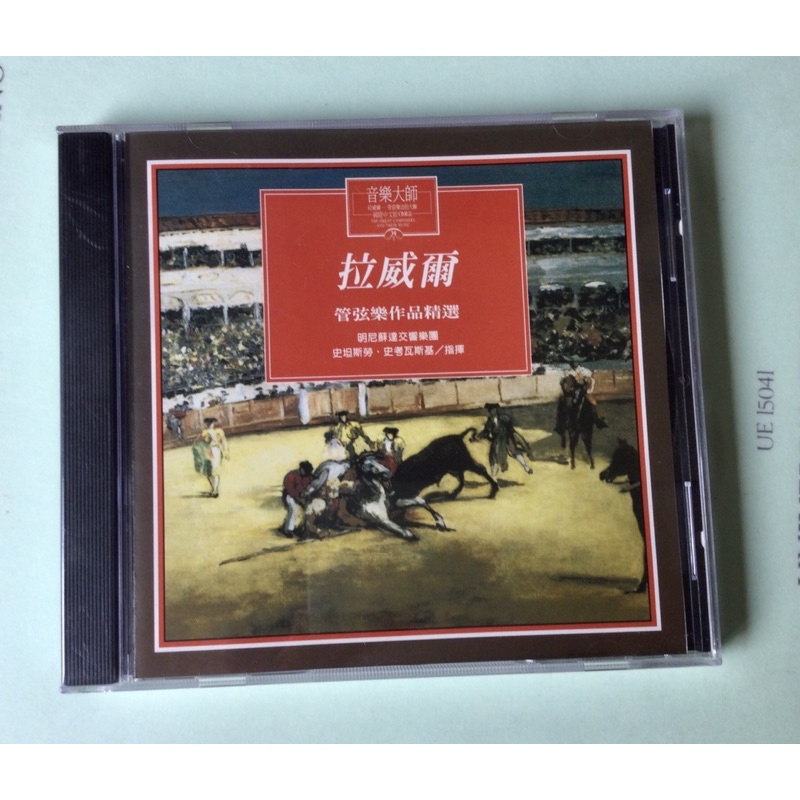 音樂大師
拉威爾
管弦樂作品精選
明尼蘇達交響樂團
史坦斯勞・史考瓦斯基／指揮
UE 15041